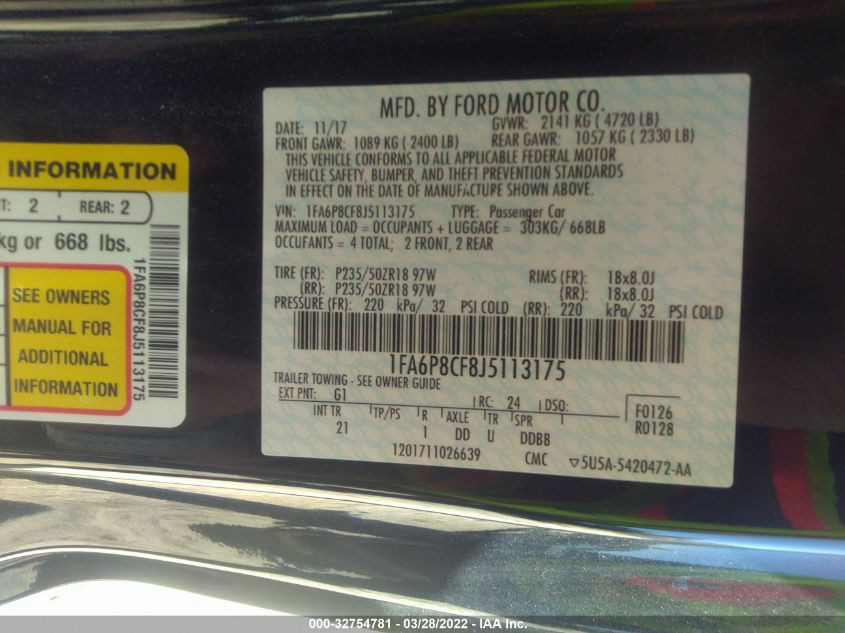 INFORMATION
T: 2 REAR: 2
kg or 668 lbs.
SEE OWNERS
MANUAL FOR
ADDITIONAL
INFORMATION
1FA6P8CF8J5113175
MFD. BY FORD MOTOR CO.
DATE: 11/17 GVWR: 2141 KG ( 4720 LB)
FRONT GAWR: 1089 KG ( 2400 LB) REAR GAWR: 1057 KG ( 2330 LB)
THIS VEHICLE CONFORMS TO ALL APPLICABLE FEDERAL MOTOR
VEHICLE SAFETY, BUMPER, AND THEFT PREVENTION STANDARDS
IN EFFECT ON THE DATE OF MANUFACTURE SHOWN ABOVE.
VIN: 1FA6P8CF8J5113175 TYPE: Passenger Car
MAXIMUM LOAD = OCCUPANTS + LUGGAGE = 303KG/ 668LB
OCCUPANTS = 4 TOTAL; 2 FRONT, 2 REAR
TIRE (FR): P235/50ZR18 97W RIMS (FR): 18x8.0J
(RR): P235/50ZR18 97W (RR): 18x8.0J
PRESSURE (FR): 220 kPa/ 32 PSI COLD (RR): 220 kPa/ 32 PSI COLD
1FA6P8CF8J5113175
TRAILER TOWING - SEE OWNER GUIDE
EXT PNT: G1 RC: 24 DSO: F0126
INT TR TP/PS R AXLE TR SPR R0128
21 1 DD U DDBB
1201711026639 CMC 5U5A-5420472-AA
000-32754781 - 03/28/2022 - IAA Inc.